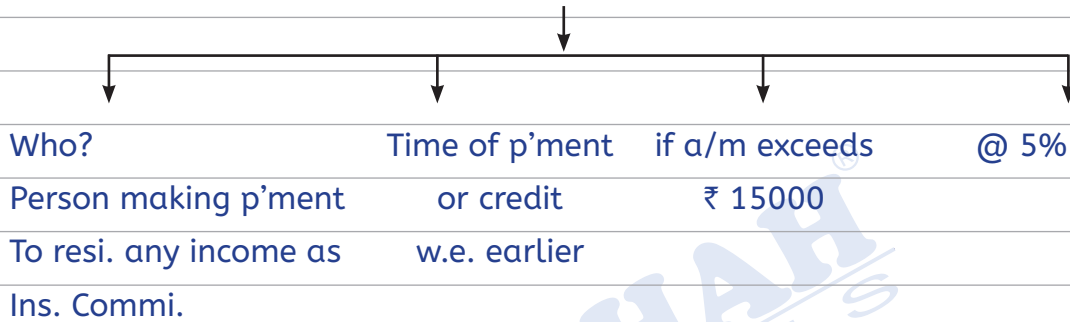 Who? Time of p'ment if a/m exceeds @ 5%
Person making p'ment or credit ₹ 15000
To resi. any income as w.e. earlier
Ins. Commi.